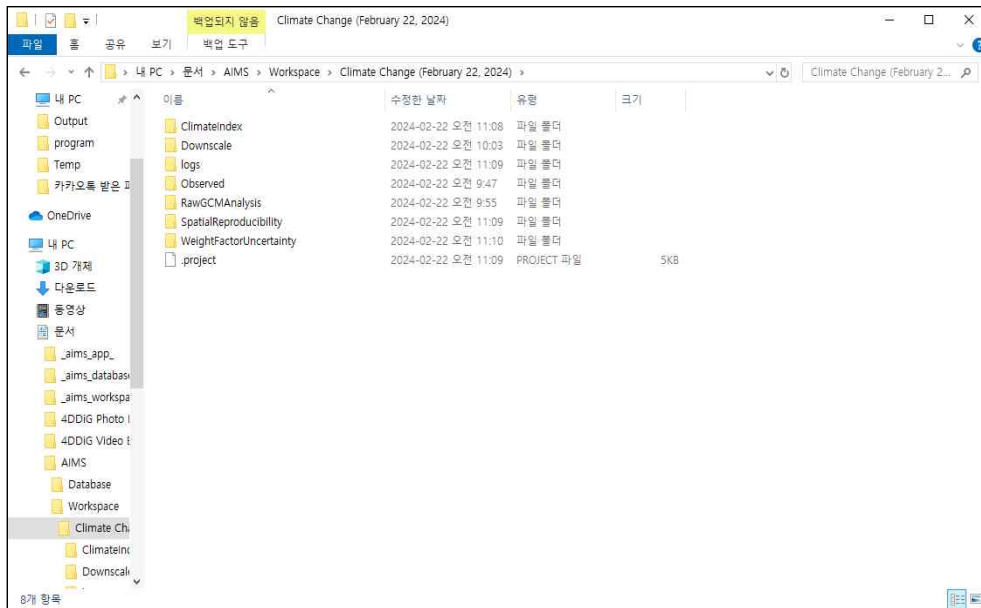 백업되지 않음 Climate Change (February 22, 2024)
파일 홈 공유 보기 백업 도구
내 PC › 문서 › AIMS › Workspace › Climate Change (February 22, 2024) ›
Climate Change (February 2...
이름 수정한 날짜 유형 크기
ClimateIndex 2024-02-22 오전 11:08 파일 폴더
Downscale 2024-02-22 오전 10:03 파일 폴더
logs 2024-02-22 오전 11:09 파일 폴더
Observed 2024-02-22 오전 9:47 파일 폴더
RawGCMAnalysis 2024-02-22 오전 9:55 파일 폴더
SpatialReproducibility 2024-02-22 오전 11:09 파일 폴더
WeightFactorUncertainty 2024-02-22 오전 11:10 파일 폴더
.project 2024-02-22 오전 11:09 PROJECT 파일 5KB
내 PC
Output
program
Temp
카카오톡 받은
OneDrive
내 PC
3D 개체
다운로드
동영상
문서
_aims_app_
_aims_databas
_aims_workspa
4DDiG Photo
4DDiG Video E
AIMS
Database
Workspace
Climate Ch
ClimateInd
Downscal
8개 항목